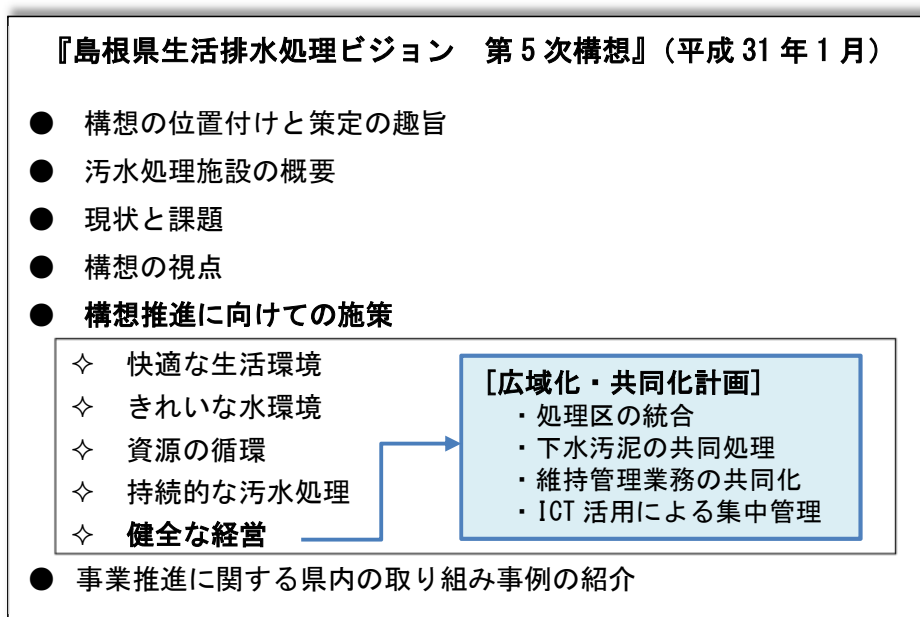 『島根県生活排水処理ビジョン　第5次構想』（平成31年1月）
● 構想の位置付けと策定の趣旨
● 汚水処理施設の概要
● 現状と課題
● 構想の視点
● 構想推進に向けての施策
✧ 快適な生活環境
✧ きれいな水環境
✧ 資源の循環
✧ 持続的な汚水処理
✧ 健全な経営
[広域化・共同化計画]
・処理区の統合
・下水汚泥の共同処理
・維持管理業務の共同化
・ICT活用による集中管理
● 事業推進に関する県内の取り組み事例の紹介